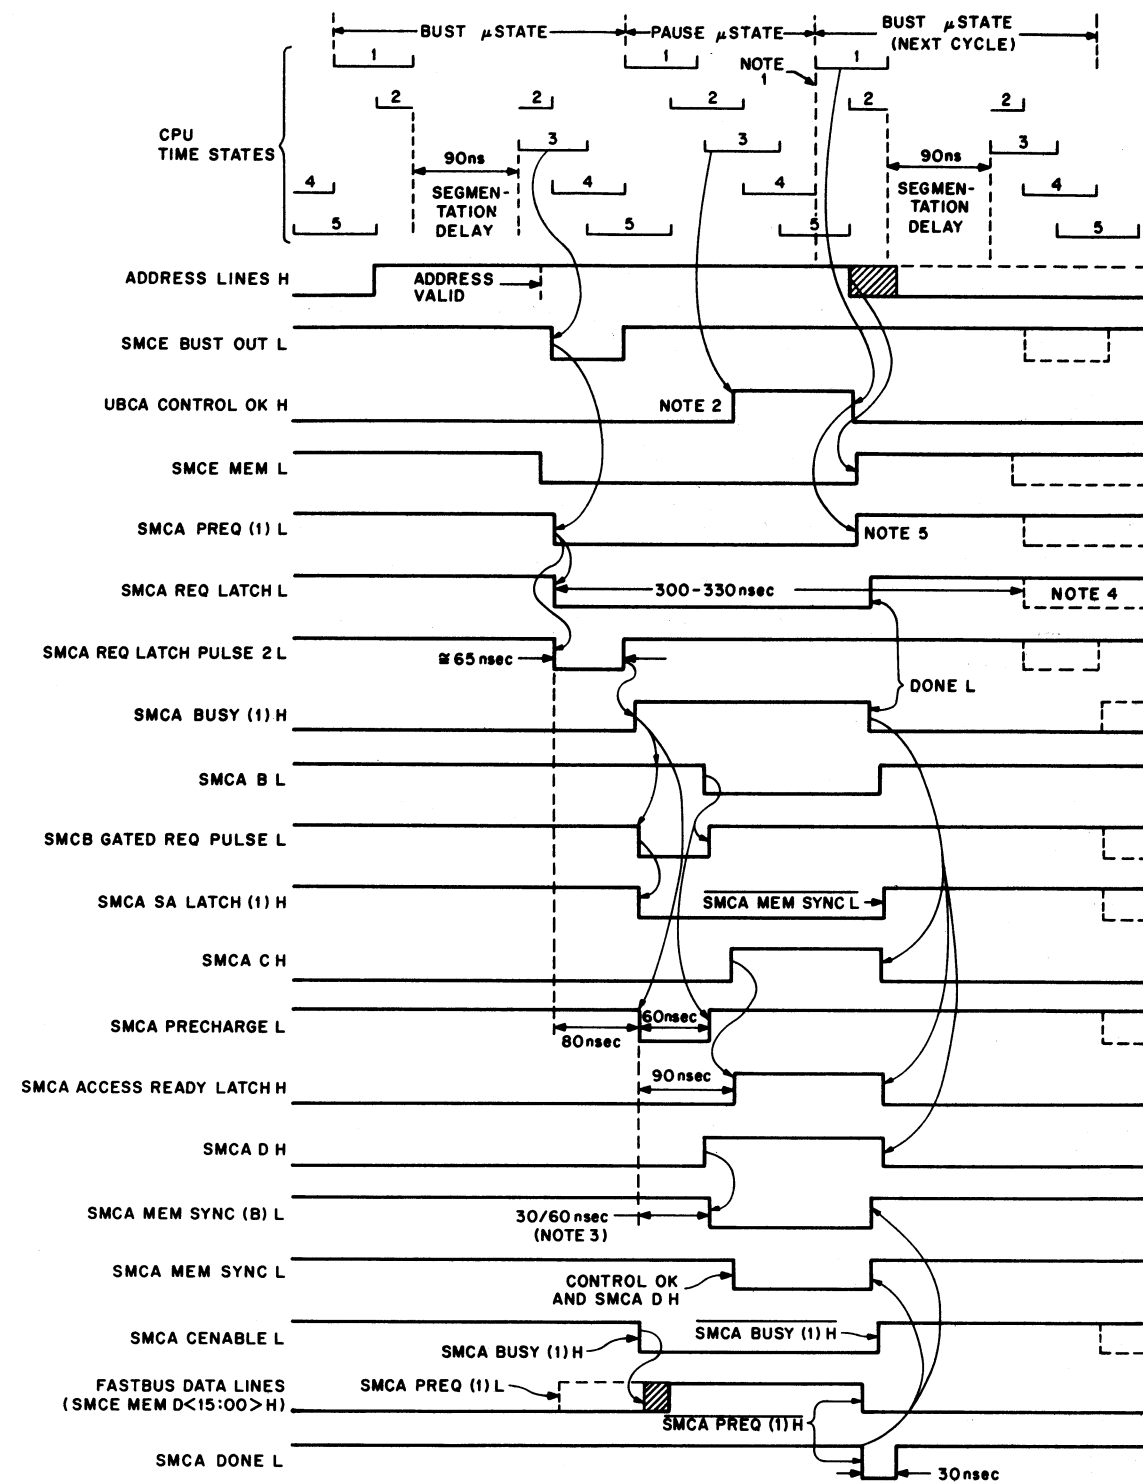 BUST μSTATE
PAUSE μSTATE
BUST μSTATE
(NEXT CYCLE)
1
1
NOTE
1
1
2
2
2
2
2
CPU
TIME STATES
3
3
3
90ns
90ns
4
4
4
4
SEGMEN-
TATION
DELAY
SEGMEN-
TATION
DELAY
5
5
5
5
ADDRESS LINES H
ADDRESS
VALID
SMCE BUST OUT L
UBCA CONTROL OK H
NOTE 2
SMCE MEM L
SMCA PREQ (1) L
NOTE 5
SMCA REQ LATCH L
300-330nsec
NOTE 4
SMCA REQ LATCH PULSE 2 L
≅65nsec
DONE L
SMCA BUSY (1) H
SMCA B L
SMCB GATED REQ PULSE L
SMCA SA LATCH (1) H
SMCA MEM SYNC L
SMCA C H
SMCA PRECHARGE L
60nsec
80nsec
SMCA ACCESS READY LATCH H
90nsec
SMCA D H
SMCA MEM SYNC (B) L
30/60nsec
(NOTE 3)
SMCA MEM SYNC L
CONTROL OK
AND SMCA D H
SMCA CENABLE L
SMCA BUSY (1) H
SMCA BUSY (1) H
FASTBUS DATA LINES
(SMCE MEM D<15:00>H)
SMCA PREQ (1) L
SMCA PREQ (1) H
SMCA DONE L
30nsec